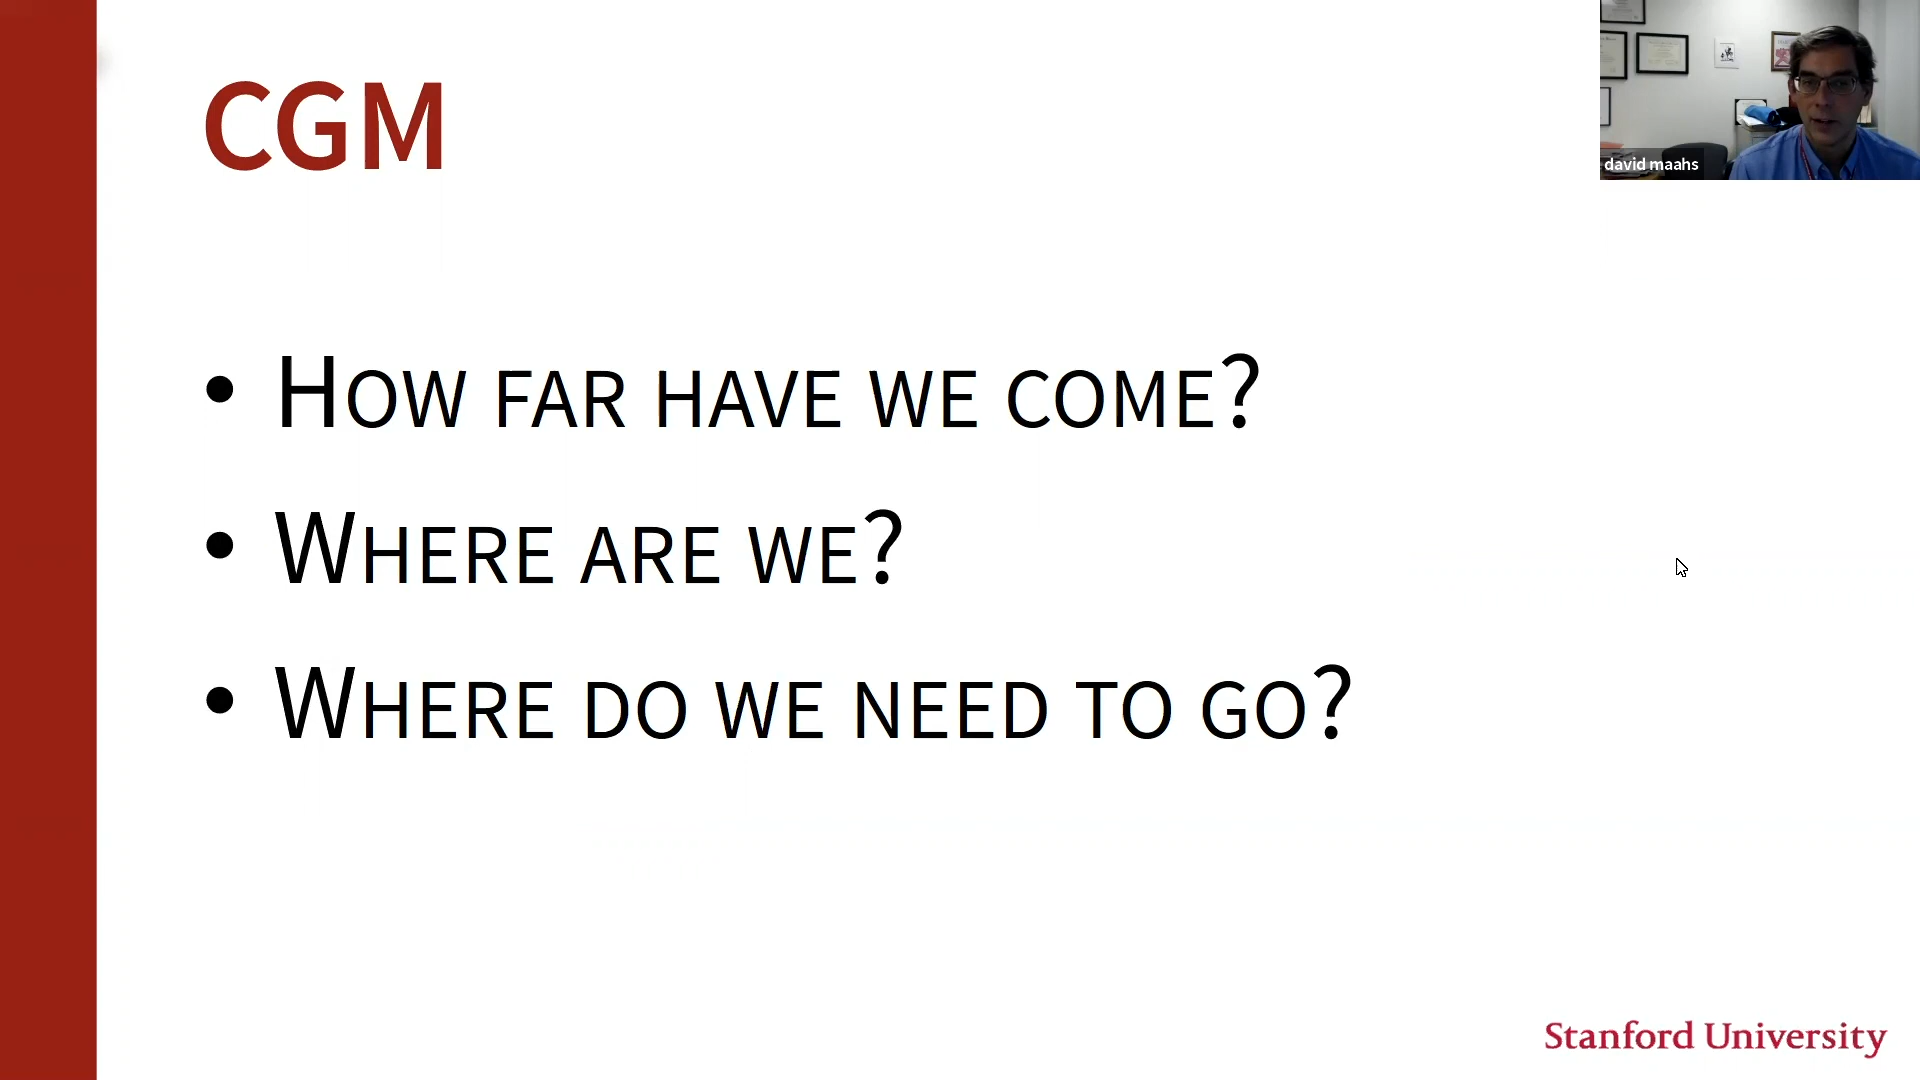 CGM
david maahs
• How far have we come?
• Where are we?
• Where do we need to go?
Stanford University